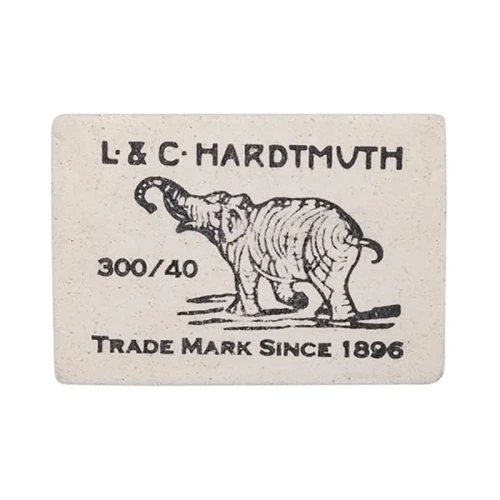 L. & C. HARDTMUTH
300/40
TRADE MARK SINCE 1896